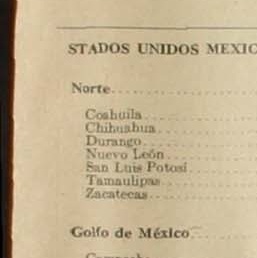 STADOS UNIDOS MEXIC
Norte
Coahuila
Chihuahua
Durango
Nuevo León
San Luis Potosí
Tamaulipas
Zacatecas
Golfo de México